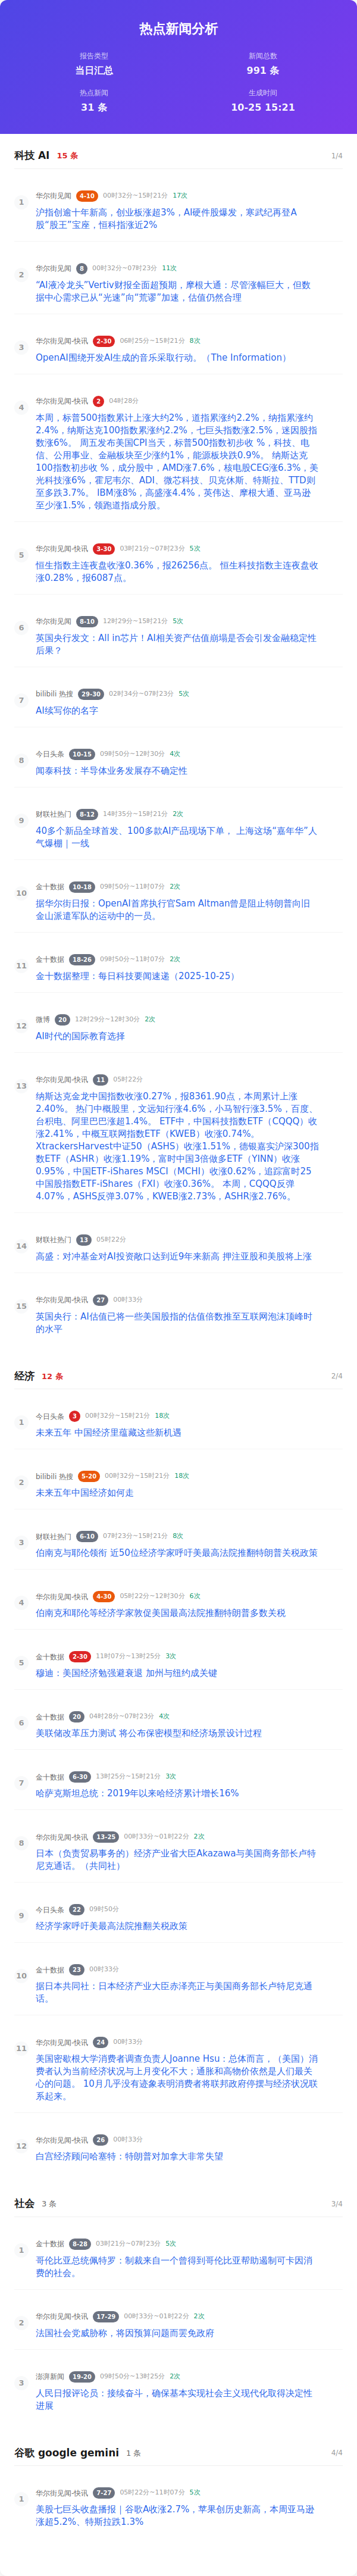 热点新闻分析
报告类型
当日汇总
新闻总数
991 条
热点新闻
31 条
生成时间
10-25 15:21
科技 AI 15 条 1/4
1
华尔街见闻 4-10 00时32分~15时21分 17次
沪指创逾十年新高，创业板涨超3%，AI硬件股爆发，寒武纪再登A
股“股王”宝座，恒科指涨近2%
2
华尔街见闻 8 00时32分~07时23分 11次
“AI液冷龙头”Vertiv财报全面超预期，摩根大通：尽管涨幅巨大，但数
据中心需求已从“光速”向“荒谬”加速，估值仍然合理
3
华尔街见闻-快讯 2-30 06时25分~15时21分 8次
OpenAI围绕开发AI生成的音乐采取行动。（The Information）
4
华尔街见闻-快讯 2 04时28分
本周，标普500指数累计上涨大约2%，道指累涨约2.2%，纳指累涨约
2.4%，纳斯达克100指数累涨约2.2%，七巨头指数涨2.5%，迷因股指
数涨6%。 周五发布美国CPI当天，标普500指数初步收 %，科技、电
信、公用事业、金融板块至少涨约1%，能源板块跌0.9%。 纳斯达克
100指数初步收 %，成分股中，AMD涨7.6%，核电股CEG涨6.3%，美
光科技涨6%，霍尼韦尔、ADI、微芯科技、贝克休斯、特斯拉、TTD则
至多跌3.7%。 IBM涨8%，高盛涨4.4%，英伟达、摩根大通、亚马逊
至少涨1.5%，领跑道指成分股。
5
华尔街见闻-快讯 3-30 03时21分~07时23分 5次
恒生指数主连夜盘收涨0.36%，报26256点。 恒生科技指数主连夜盘收
涨0.28%，报6087点。
6
华尔街见闻 8-10 12时29分~15时21分 5次
英国央行发文：All in芯片！AI相关资产估值崩塌是否会引发金融稳定性
后果？
7
bilibili 热搜 29-30 02时34分~07时23分 5次
AI续写你的名字
8
今日头条 10-15 09时50分~12时30分 4次
闻泰科技：半导体业务发展存不确定性
9
财联社热门 8-12 14时35分~15时21分 2次
40多个新品全球首发、100多款AI产品现场下单， 上海这场“嘉年华”人
气爆棚｜一线
10
金十数据 10-18 09时50分~11时07分 2次
据华尔街日报：OpenAI首席执行官Sam Altman曾是阻止特朗普向旧
金山派遣军队的运动中的一员。
11
金十数据 18-26 09时50分~11时07分 2次
金十数据整理：每日科技要闻速递（2025-10-25）
12
微博 20 12时29分~12时30分 2次
AI时代的国际教育选择
13
华尔街见闻-快讯 11 05时22分
纳斯达克金龙中国指数收涨0.27%，报8361.90点，本周累计上涨
2.40%。 热门中概股里，文远知行涨4.6%，小马智行涨3.5%，百度、
台积电、阿里巴巴涨超1.4%。 ETF中，中国科技指数ETF（CQQQ）收
涨2.41%，中概互联网指数ETF（KWEB）收涨0.74%，
XtrackersHarvest中证50（ASHS）收涨1.51%，德银嘉实沪深300指
数ETF（ASHR）收涨1.19%，富时中国3倍做多ETF（YINN）收涨
0.95%，中国ETF-iShares MSCI（MCHI）收涨0.62%，追踪富时25
中国股指数ETF-iShares（FXI）收涨0.36%。 本周，CQQQ反弹
4.07%，ASHS反弹3.07%，KWEB涨2.73%，ASHR涨2.76%。
14
财联社热门 13 05时22分
高盛：对冲基金对AI投资敞口达到近9年来新高 押注亚股和美股将上涨
15
华尔街见闻-快讯 27 00时33分
英国央行：AI估值已将一些美国股指的估值倍数推至互联网泡沫顶峰时
的水平
经济 12 条 2/4
1
今日头条 3 00时32分~15时21分 18次
未来五年 中国经济里蕴藏这些新机遇
2
bilibili 热搜 5-20 00时32分~15时21分 18次
未来五年中国经济如何走
3
财联社热门 6-10 07时23分~15时21分 8次
伯南克与耶伦领衔 近50位经济学家呼吁美最高法院推翻特朗普关税政策
4
华尔街见闻-快讯 4-30 05时22分~12时30分 6次
伯南克和耶伦等经济学家敦促美国最高法院推翻特朗普多数关税
5
金十数据 2-30 11时07分~13时25分 3次
穆迪：美国经济勉强避衰退 加州与纽约成关键
6
金十数据 20 04时28分~07时23分 4次
美联储改革压力测试 将公布保密模型和经济场景设计过程
7
金十数据 6-30 13时25分~15时21分 3次
哈萨克斯坦总统：2019年以来哈经济累计增长16%
8
华尔街见闻-快讯 13-25 00时33分~01时22分 2次
日本（负责贸易事务的）经济产业省大臣Akazawa与美国商务部长卢特
尼克通话。（共同社）
9
今日头条 22 09时50分
经济学家呼吁美最高法院推翻关税政策
10
金十数据 23 00时33分
据日本共同社：日本经济产业大臣赤泽亮正与美国商务部长卢特尼克通
话。
11
华尔街见闻-快讯 24 00时33分
美国密歇根大学消费者调查负责人Joanne Hsu：总体而言，（美国）消
费者认为当前经济状况与上月变化不大；通胀和高物价依然是人们最关
心的问题。 10月几乎没有迹象表明消费者将联邦政府停摆与经济状况联
系起来。
12
华尔街见闻-快讯 26 00时33分
白宫经济顾问哈塞特：特朗普对加拿大非常失望
社会 3 条 3/4
1
金十数据 8-28 03时21分~07时23分 5次
哥伦比亚总统佩特罗：制裁来自一个曾得到哥伦比亚帮助遏制可卡因消
费的社会。
2
华尔街见闻-快讯 17-29 00时33分~01时22分 2次
法国社会党威胁称，将因预算问题而罢免政府
3
澎湃新闻 19-20 09时50分~13时25分 2次
人民日报评论员：接续奋斗，确保基本实现社会主义现代化取得决定性
进展
谷歌 google gemini 1 条 4/4
1
华尔街见闻-快讯 7-27 05时22分~11时07分 5次
美股七巨头收盘播报｜谷歌A收涨2.7%，苹果创历史新高，本周亚马逊
涨超5.2%、特斯拉跌1.3%